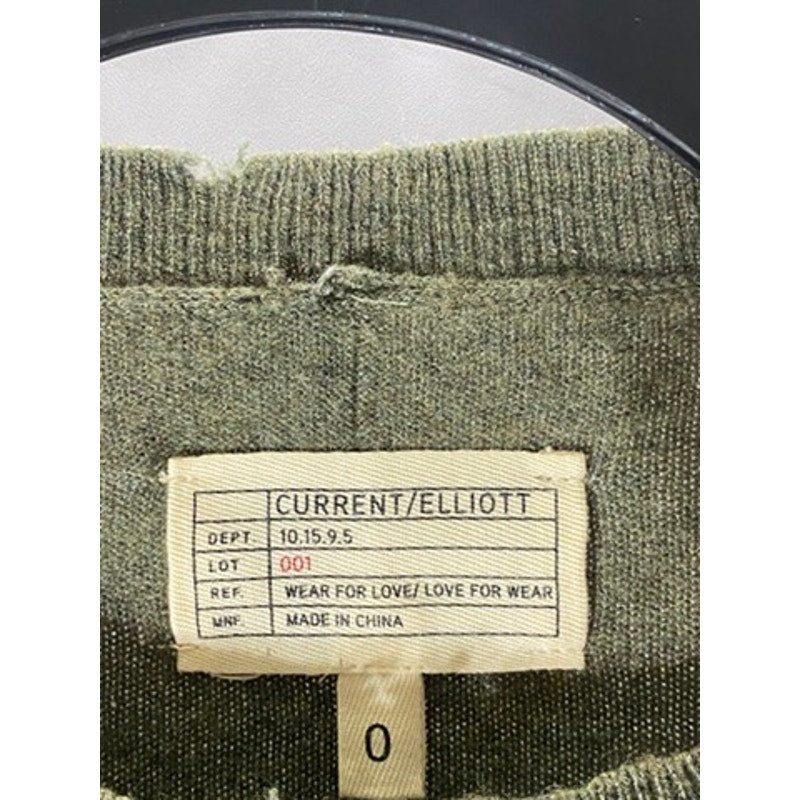 CURRENT/ELLIOTT
DEPT. 10.15.9.5
LOT 001
REF. WEAR FOR LOVE/ LOVE FOR WEAR
MNF. MADE IN CHINA
0